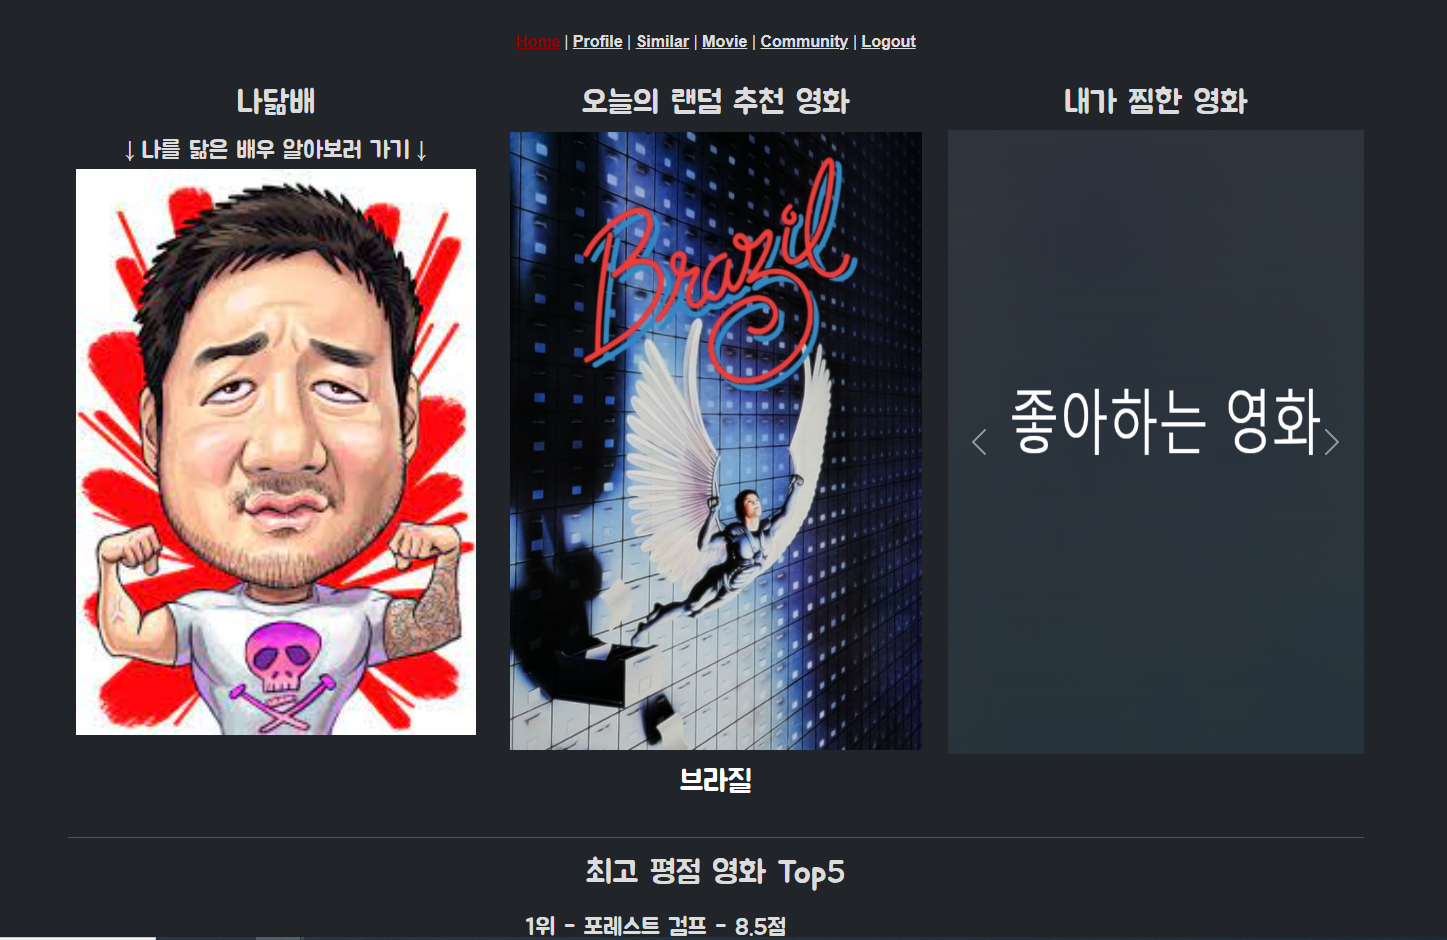 Home | Profile | Similar | Movie | Community | Logout
나닮배
↓나를 닮은 배우 알아보러 가기↓
오늘의 랜덤 추천 영화
Brazil
브라질
내가 찜한 영화
좋아하는 영화
최고 평점 영화 Top5
1위 - 포레스트 검프 - 8.5점